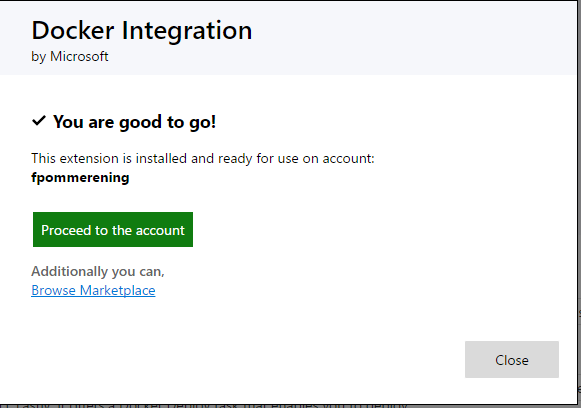 Docker Integration
by Microsoft
✓ You are good to go!
This extension is installed and ready for use on account:
fpommerening
Proceed to the account
Additionally you can,
Browse Marketplace
Close